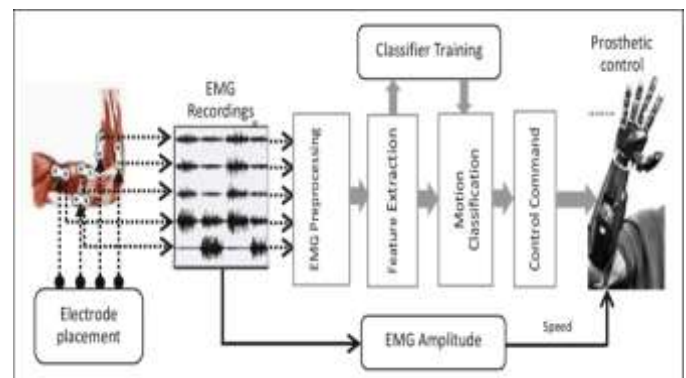 Classifier Training
Prosthetic
control
EMG
Recordings
EMG Preprocessing
Feature Extraction
Motion
Classification
Control Command
Electrode
placement
EMG Amplitude
Speed